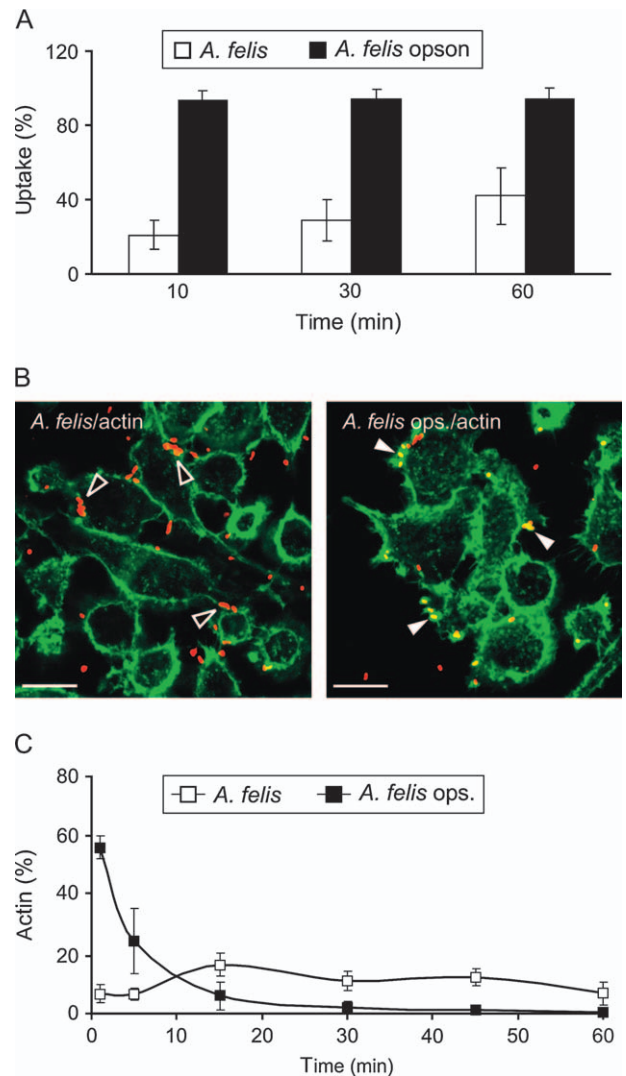 A
A. felis A. felis opson
Uptake (%)
120
80
40
0
10 30 60
Time (min)
B
A. felis/actin A. felis ops./actin
C
A. felis A. felis ops.
Actin (%)
80
60
40
20
0
0 10 20 30 40 50 60
Time (min)